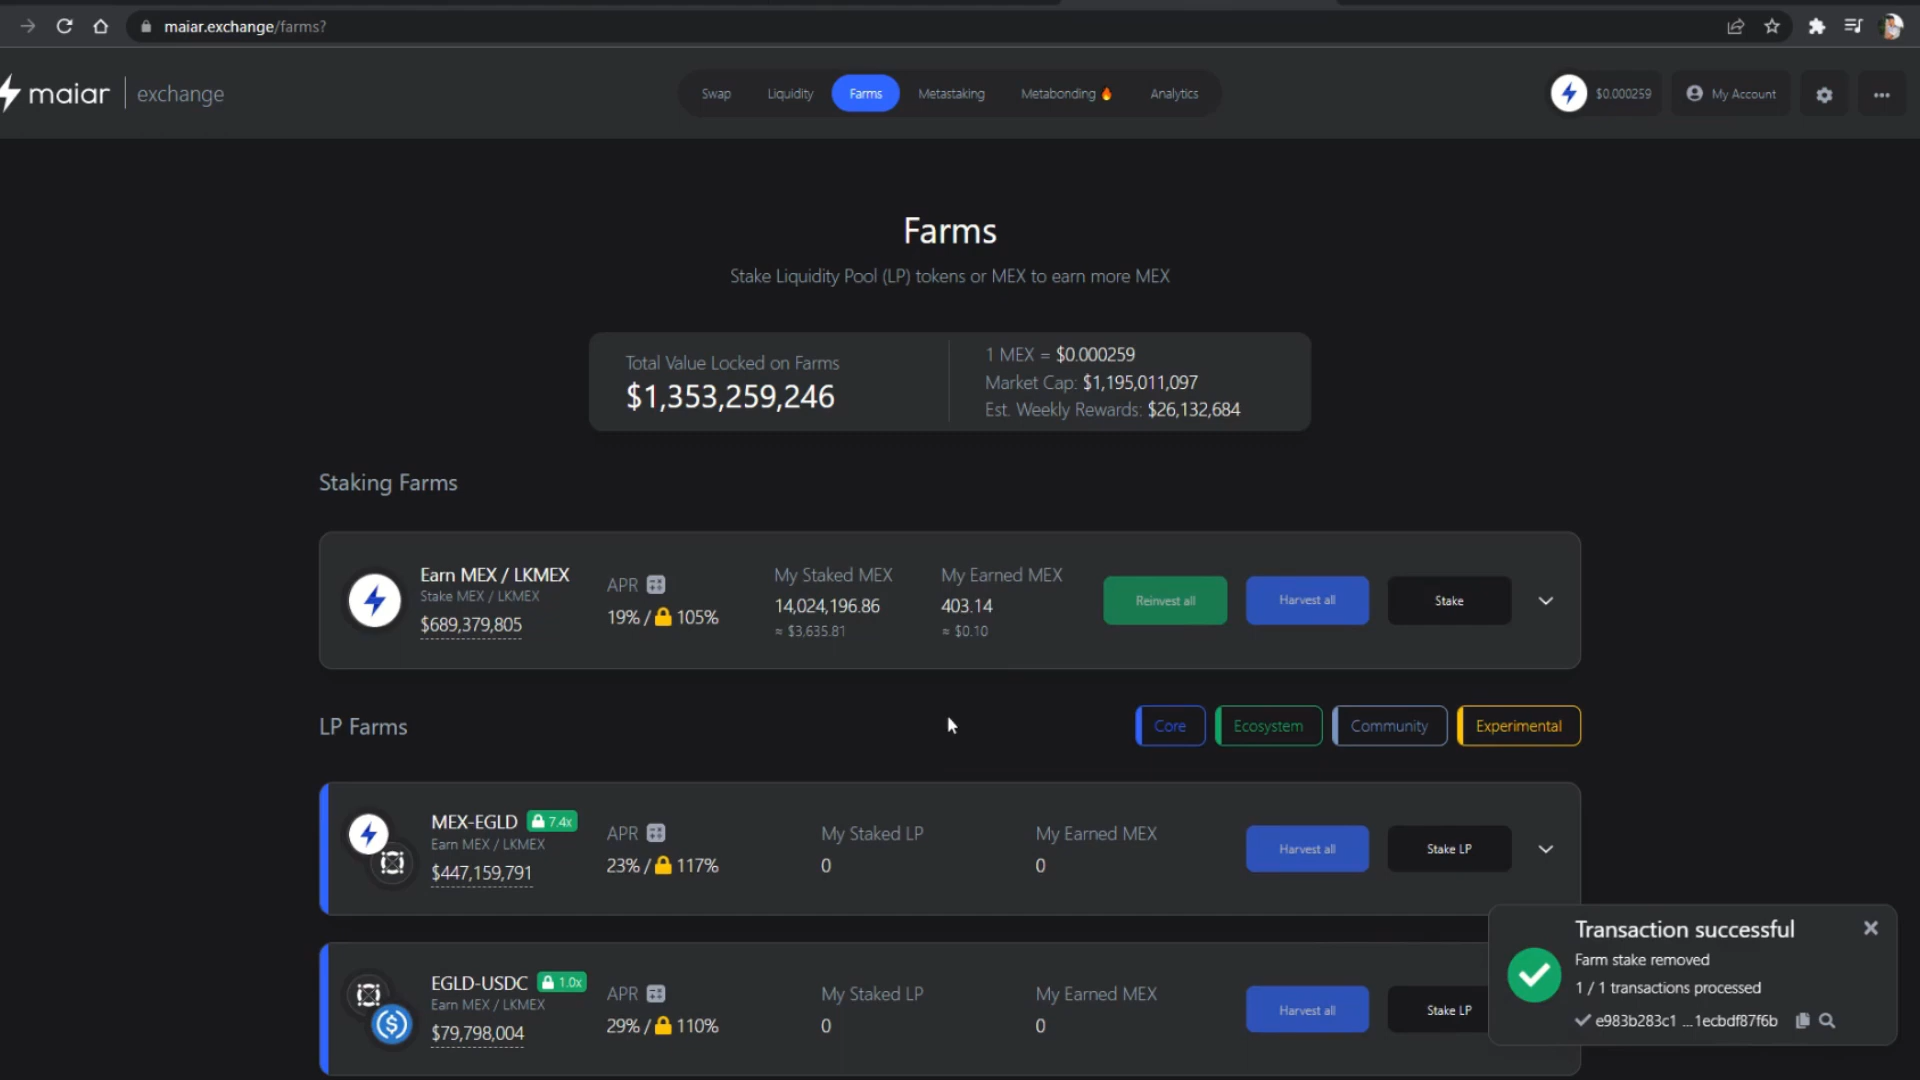 maiar.exchange/farms?
maiar exchange
Swap Liquidity Farms Metastaking Metabonding Analytics
$0.000259
My Account
Farms
Stake Liquidity Pool (LP) tokens or MEX to earn more MEX
Total Value Locked on Farms
$1,353,259,246
1 MEX = $0.000259
Market Cap: $1,195,011,097
Est. Weekly Rewards: $26,132,684
Staking Farms
Earn MEX / LKMEX
Stake MEX / LKMEX
$689,379,805
APR
19% / 105%
My Staked MEX
14,024,196.86
≈ $3,635.81
My Earned MEX
403.14
≈ $0.10
Reinvest all
Harvest all
Stake
LP Farms
Core
Ecosystem
Community
Experimental
MEX-EGLD 7.4x
Earn MEX / LKMEX
$447,159,791
APR
23% / 117%
My Staked LP
0
My Earned MEX
0
Harvest all
Stake LP
EGLD-USDC 1.0x
Earn MEX / LKMEX
$79,798,004
APR
29% / 110%
My Staked LP
0
My Earned MEX
0
Harvest all
Stake LP
Transaction successful
Farm stake removed
1 / 1 transactions processed
e983b283c1 ...1ecbdf87f6b